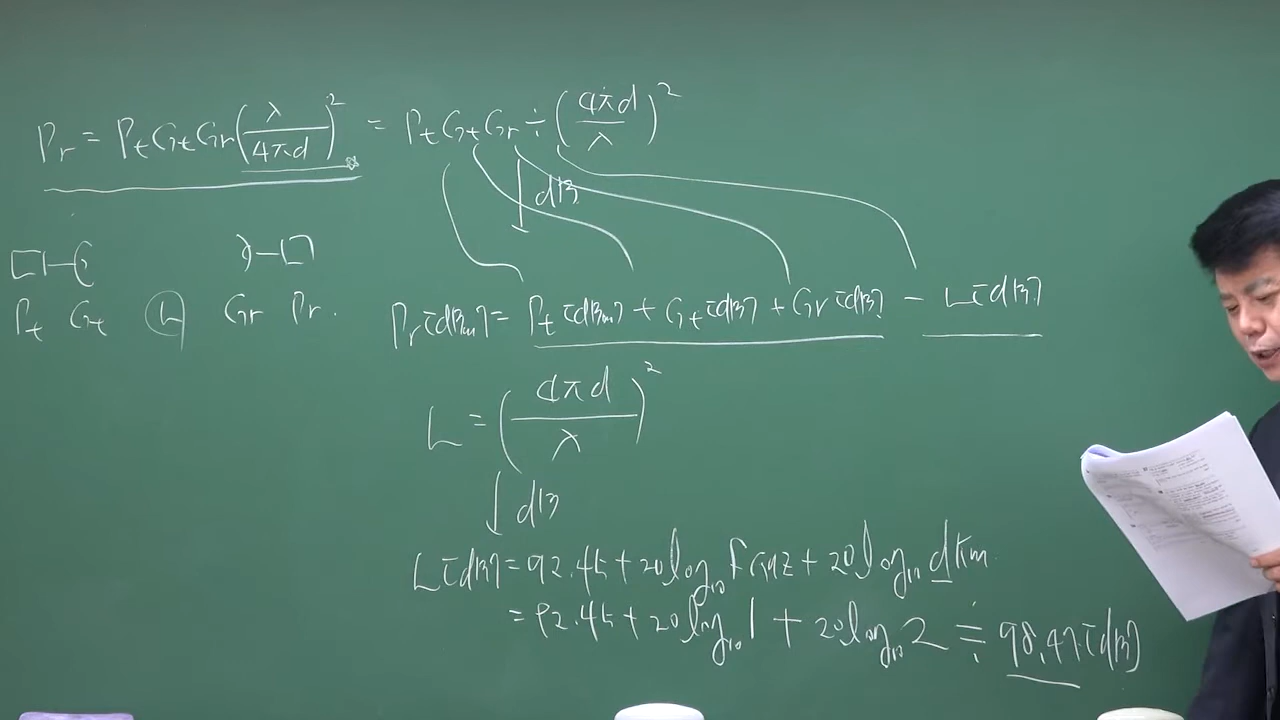 Pr = PtGtGr(λ/4πd)² = PtGtGr ÷ (4πd/λ)²
dB
Pt Gt L Gr Pr.
Pr[dBm] = Pt[dBm] + Gt[dB] + Gr[dB] - L[dB]
L = (4πd/λ)²
↓ dB
L[dB] = 92.45 + 20log₁₀ fGHz + 20log₁₀ dKm
= 92.45 + 20log₁₀ 1 + 20log₁₀ 2 ≒ 98.47[dB]